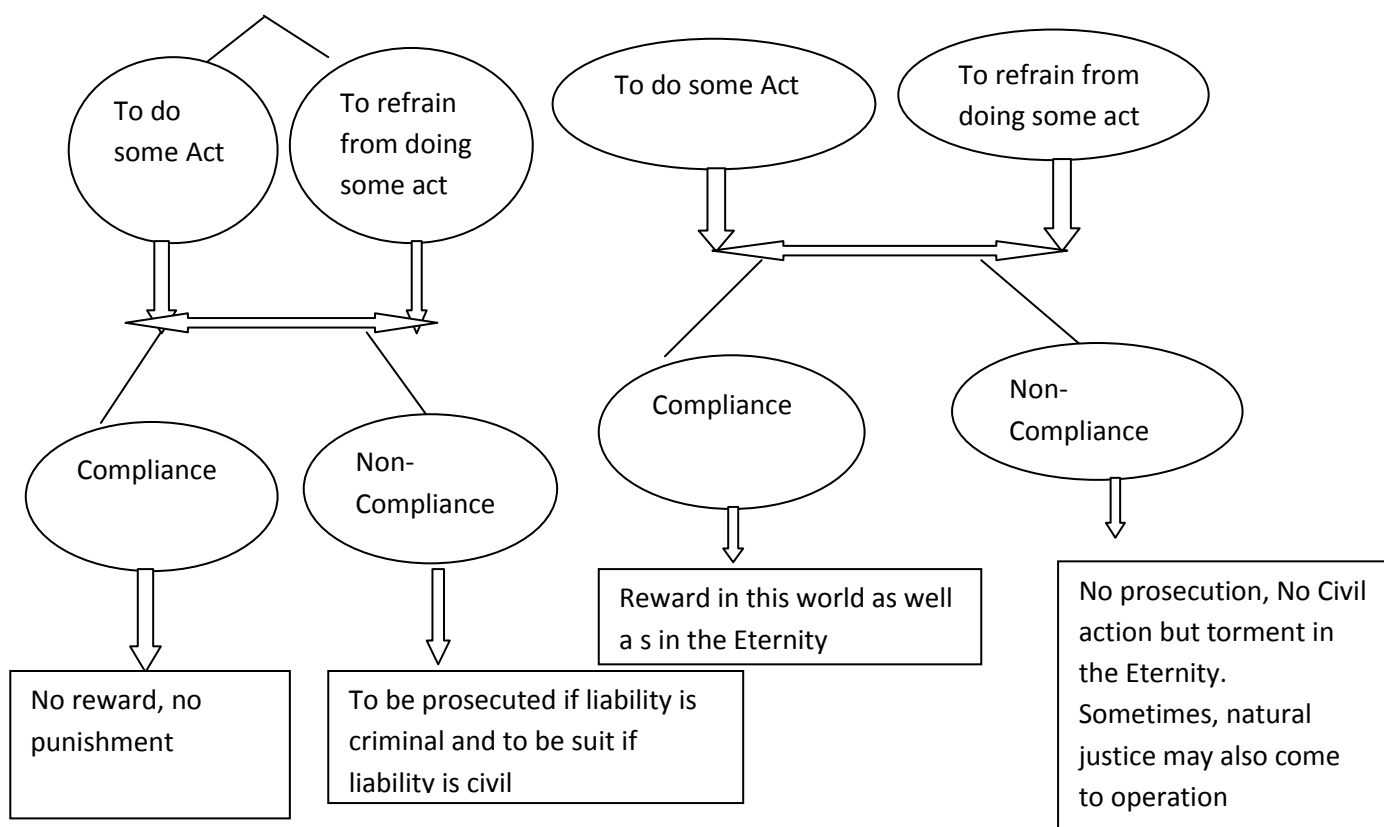 To do
some Act
To refrain
from doing
some act
To do some Act
To refrain from
doing some act
Compliance
Non-
Compliance
Compliance
Non-
Compliance
No reward, no
punishment
To be prosecuted if liability is
criminal and to be suit if
liability is civil
Reward in this world as well
a s in the Eternity
No prosecution, No Civil
action but torment in
the Eternity.
Sometimes, natural
justice may also come
to operation